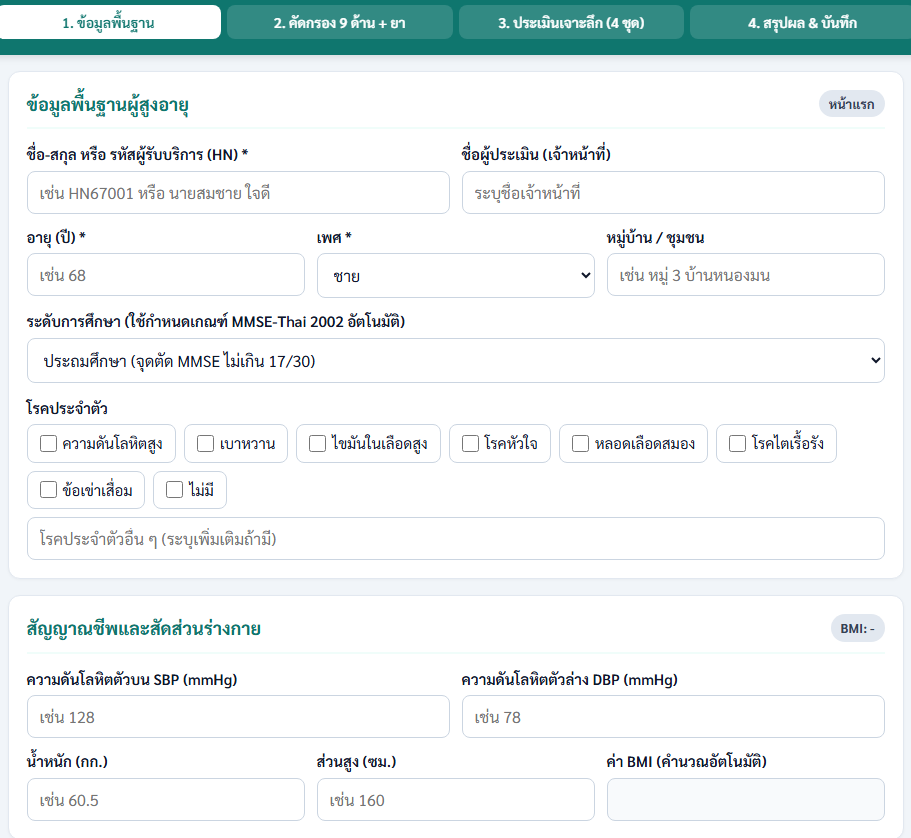 1. ข้อมูลพื้นฐาน 2. คัดกรอง 9 ด้าน + ยา 3. ประเมินเจาะลึก (4 ชุด) 4. สรุปผล & บันทึก
ข้อมูลพื้นฐานผู้สูงอายุ หน้าแรก
ชื่อ-สกุล หรือ รหัสผู้รับบริการ (HN) * ชื่อผู้ประเมิน (เจ้าหน้าที่)
เช่น HN67001 หรือ นายสมชาย ใจดี ระบุชื่อเจ้าหน้าที่
อายุ (ปี) * เพศ * หมู่บ้าน / ชุมชน
เช่น 68 ชาย เช่น หมู่ 3 บ้านหนองมน
ระดับการศึกษา (ใช้กำหนดเกณฑ์ MMSE-Thai 2002 อัตโนมัติ)
ประถมศึกษา (จุดตัด MMSE ไม่เกิน 17/30)
โรคประจำตัว
ความดันโลหิตสูง เบาหวาน ไขมันในเลือดสูง โรคหัวใจ หลอดเลือดสมอง โรคไตเรื้อรัง
ข้อเข่าเสื่อม ไม่มี
โรคประจำตัวอื่น ๆ (ระบุเพิ่มเติมถ้ามี)
สัญญาณชีพและสัดส่วนร่างกาย BMI: -
ความดันโลหิตตัวบน SBP (mmHg) ความดันโลหิตตัวล่าง DBP (mmHg)
เช่น 128 เช่น 78
น้ำหนัก (กก.) ส่วนสูง (ซม.) ค่า BMI (คำนวณอัตโนมัติ)
เช่น 60.5 เช่น 160